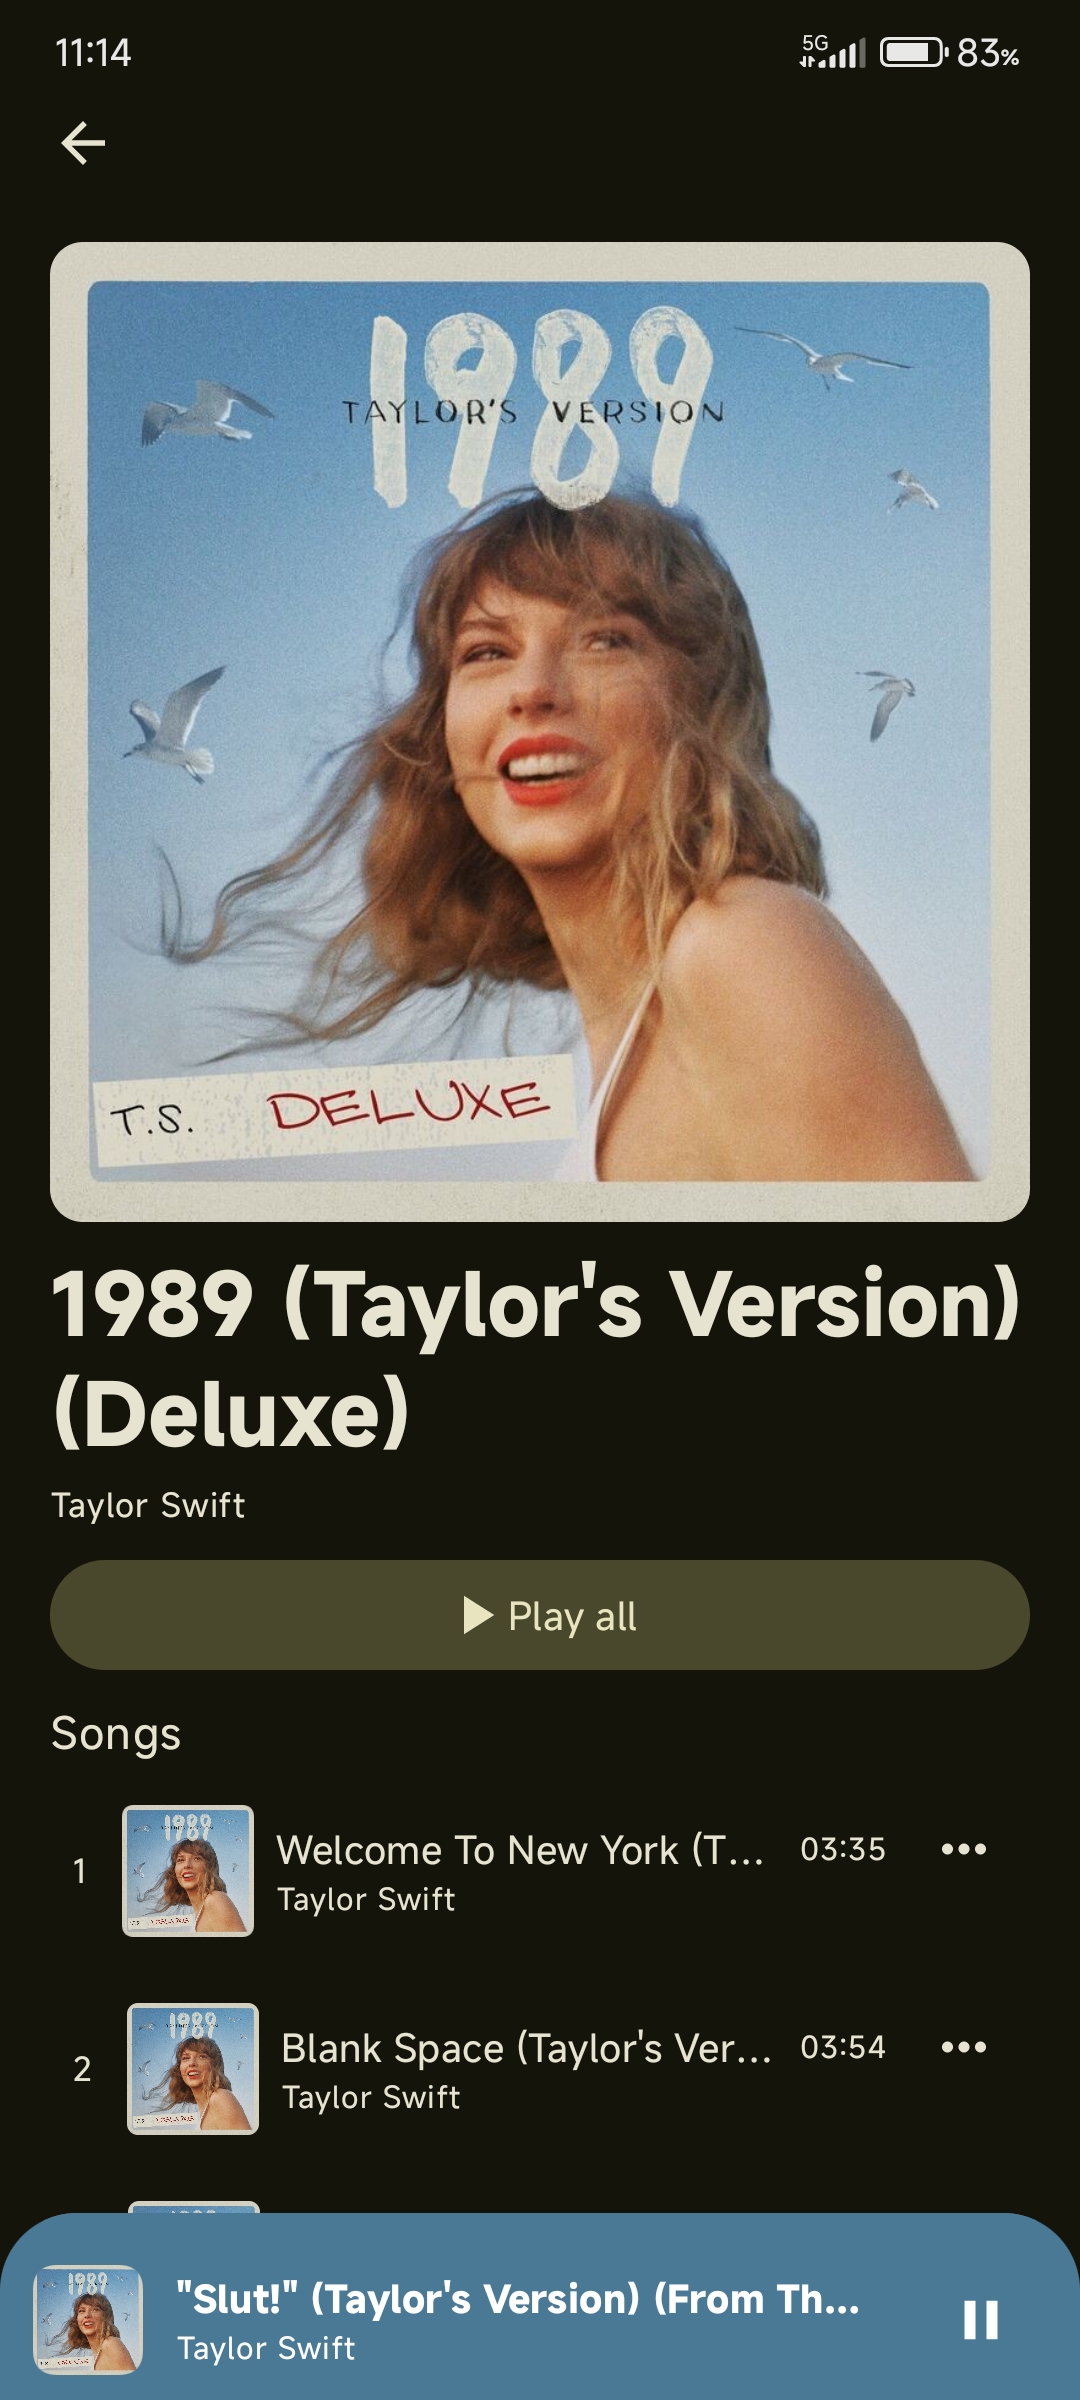 11:14
5G
83%
1989
TAYLOR'S VERSION
T.S. DELUXE
1989 (Taylor's Version)
(Deluxe)
Taylor Swift
Play all
Songs
1
Welcome To New York (T...
03:35
Taylor Swift
2
Blank Space (Taylor's Ver...
03:54
Taylor Swift
"Slut!" (Taylor's Version) (From Th...
Taylor Swift